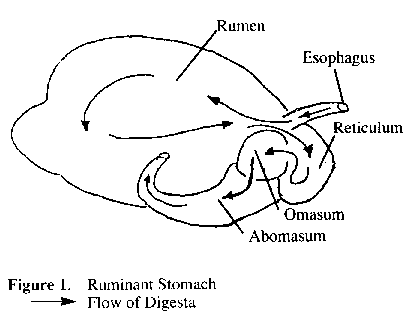 Rumen
Esophagus
Reticulum
Omasum
Abomasum
Figure 1. Ruminant Stomach
Flow of Digesta